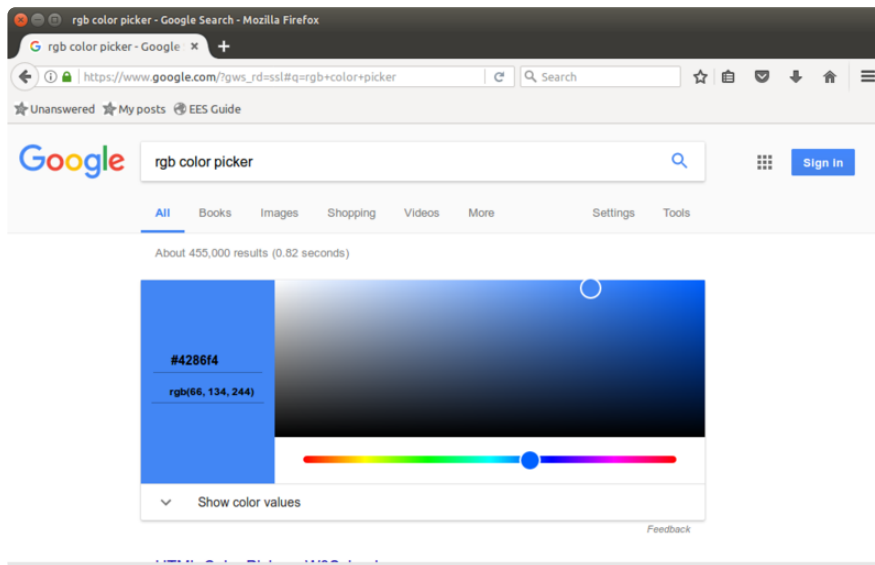 rgb color picker - Google Search - Mozilla Firefox
rgb color picker - Google
https://www.google.com/?gws_rd=ssl#q=rgb+color+picker
Search
Unanswered My posts EES Guide
Google
rgb color picker
Sign in
All Books Images Shopping Videos More Settings Tools
About 455,000 results (0.82 seconds)
#4286f4
rgb(66, 134, 244)
Show color values
Feedback